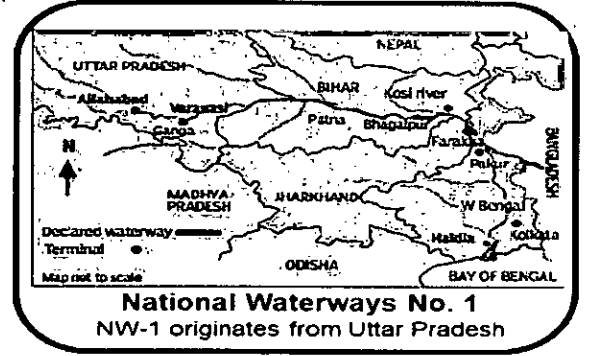 NEPAL
UTTAR PRADESH
BIHAR
Kosi river
Allahabad
Varanasi
Ganga
Patna
Bhagalpur
Farakka
Pakur
BANGLADESH
N
MADHYA
PRADESH
JHARKHAND
W Bengal
Declared waterway
Terminal
Haldia
Kolkata
ODISHA
Map not to scale
BAY OF BENGAL
National Waterways No. 1
NW-1 originates from Uttar Pradesh